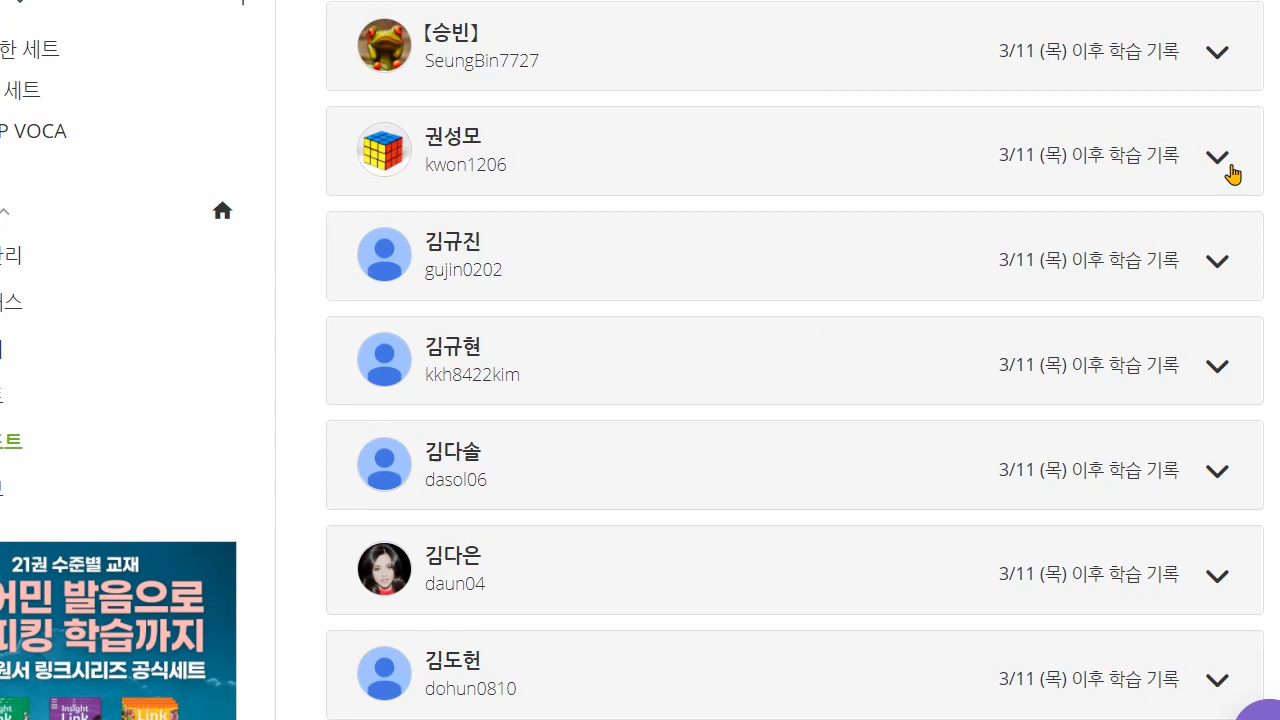 한 세트
세트
P VOCA
【승빈】
SeungBin7727
3/11 (목) 이후 학습 기록
권성모
kwon1206
3/11 (목) 이후 학습 기록
김규진
gujin0202
3/11 (목) 이후 학습 기록
김규현
kkh8422kim
3/11 (목) 이후 학습 기록
김다솔
dasol06
3/11 (목) 이후 학습 기록
김다은
daun04
3/11 (목) 이후 학습 기록
김도헌
dohun0810
3/11 (목) 이후 학습 기록
21권 수준별 교재
발음으로
피킹 학습까지
원서 링크시리즈 공식세트
Insight
Link
Link